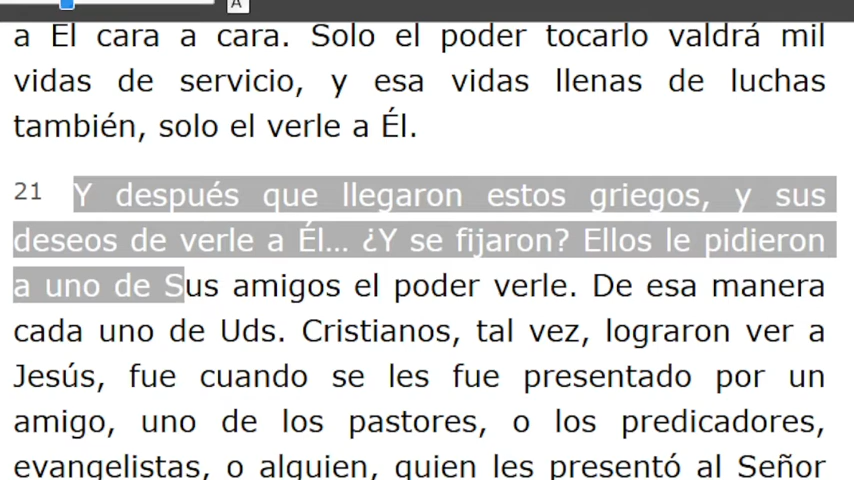 A
a Él cara a cara. Solo el poder tocarlo valdrá mil
vidas de servicio, y esa vidas llenas de luchas
también, solo el verle a Él.
21 Y después que llegaron estos griegos, y sus
deseos de verle a Él... ¿Y se fijaron? Ellos le pidieron
a uno de Sus amigos el poder verle. De esa manera
cada uno de Uds. Cristianos, tal vez, lograron ver a
Jesús, fue cuando se les fue presentado por un
amigo, uno de los pastores, o los predicadores,
evangelistas, o alguien, quien les presentó al Señor